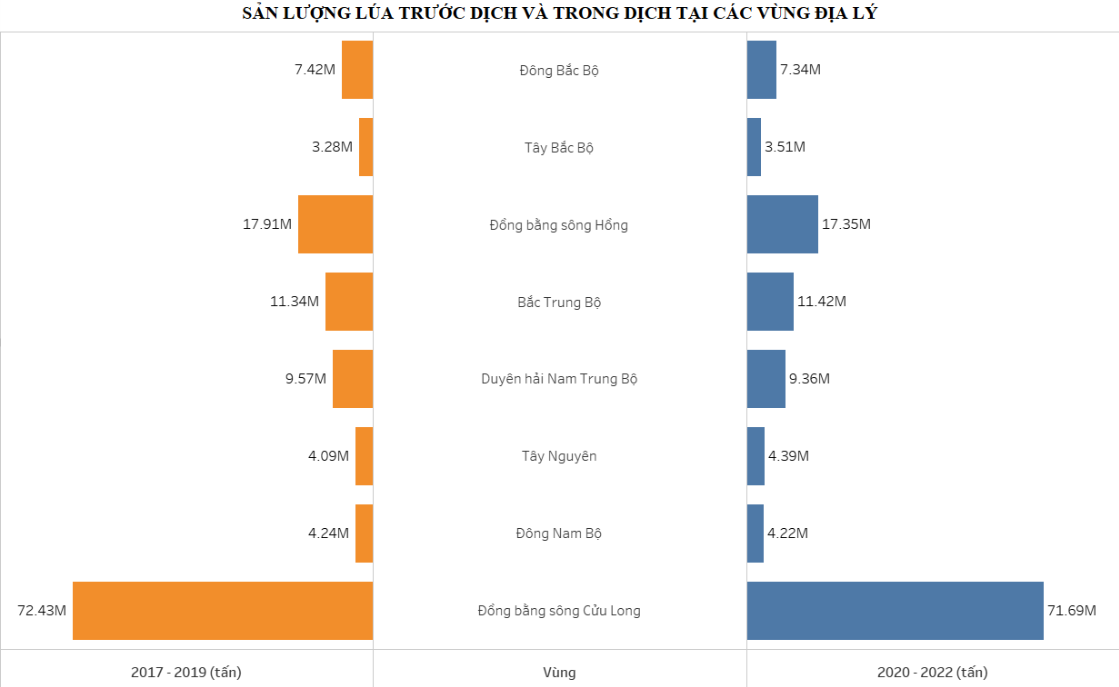 SẢN LƯỢNG LÚA TRƯỚC DỊCH VÀ TRONG DỊCH TẠI CÁC VÙNG ĐỊA LÝ
7.42M Đông Bắc Bộ 7.34M
3.28M Tây Bắc Bộ 3.51M
17.91M Đồng bằng sông Hồng 17.35M
11.34M Bắc Trung Bộ 11.42M
9.57M Duyên hải Nam Trung Bộ 9.36M
4.09M Tây Nguyên 4.39M
4.24M Đông Nam Bộ 4.22M
72.43M Đồng bằng sông Cửu Long 71.69M
2017 - 2019 (tấn) Vùng 2020 - 2022 (tấn)